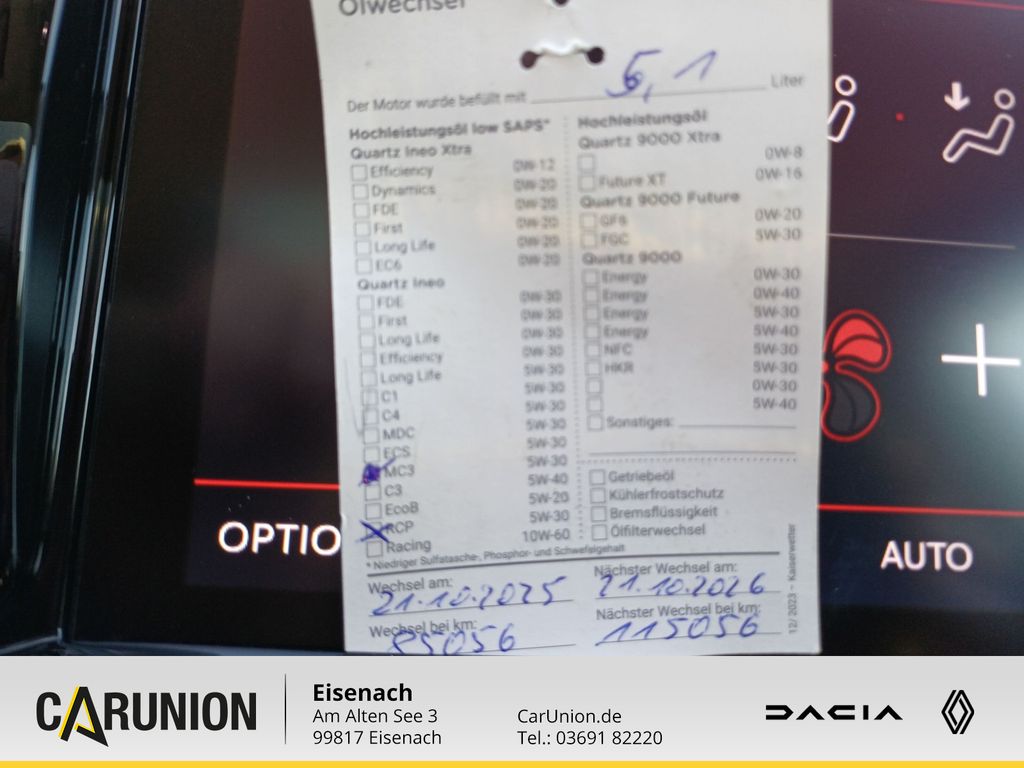 Ölwechsel
5,1
Der Motor wurde befüllt mit Liter
Hochleistungsöl low SAPS*
Quartz Ineo Xtra
Efficiency 0W-12
Dynamics 0W-20
FDE 0W-20
First 0W-20
Long Life 0W-20
EC6 0W-20
Quartz Ineo
FDE 0W-30
First 0W-30
Long Life 0W-30
Efficiency 0W-30
Long Life 5W-30
C1 5W-30
C4 5W-30
MDC 5W-30
ECS 5W-30
MC3 5W-30
C3 5W-40
EcoB 5W-20
RCP 5W-30
Racing 10W-60
* Niedriger Sulfatasche-, Phosphor- und Schwefelgehalt
Hochleistungsöl
Quartz 9000 Xtra
0W-8
Future XT 0W-16
Quartz 9000 Future
GF6 0W-20
FGC 5W-30
Quartz 9000
Energy 0W-30
Energy 0W-40
Energy 5W-30
Energy 5W-40
NFC 5W-30
HKR 5W-30
0W-30
5W-40
Sonstiges:
Getriebeöl
Kühlerfrostschutz
Bremsflüssigkeit
Ölfilterwechsel
Wechsel am:
21.10.2025
Nächster Wechsel am:
21.10.2026
Wechsel bei km:
85056
Nächster Wechsel bei km:
115056
12/2023 – Kaiserwetter
OPTIO
AUTO
CARUNION
Eisenach
Am Alten See 3
99817 Eisenach
CarUnion.de
Tel.: 03691 82220
DACIA